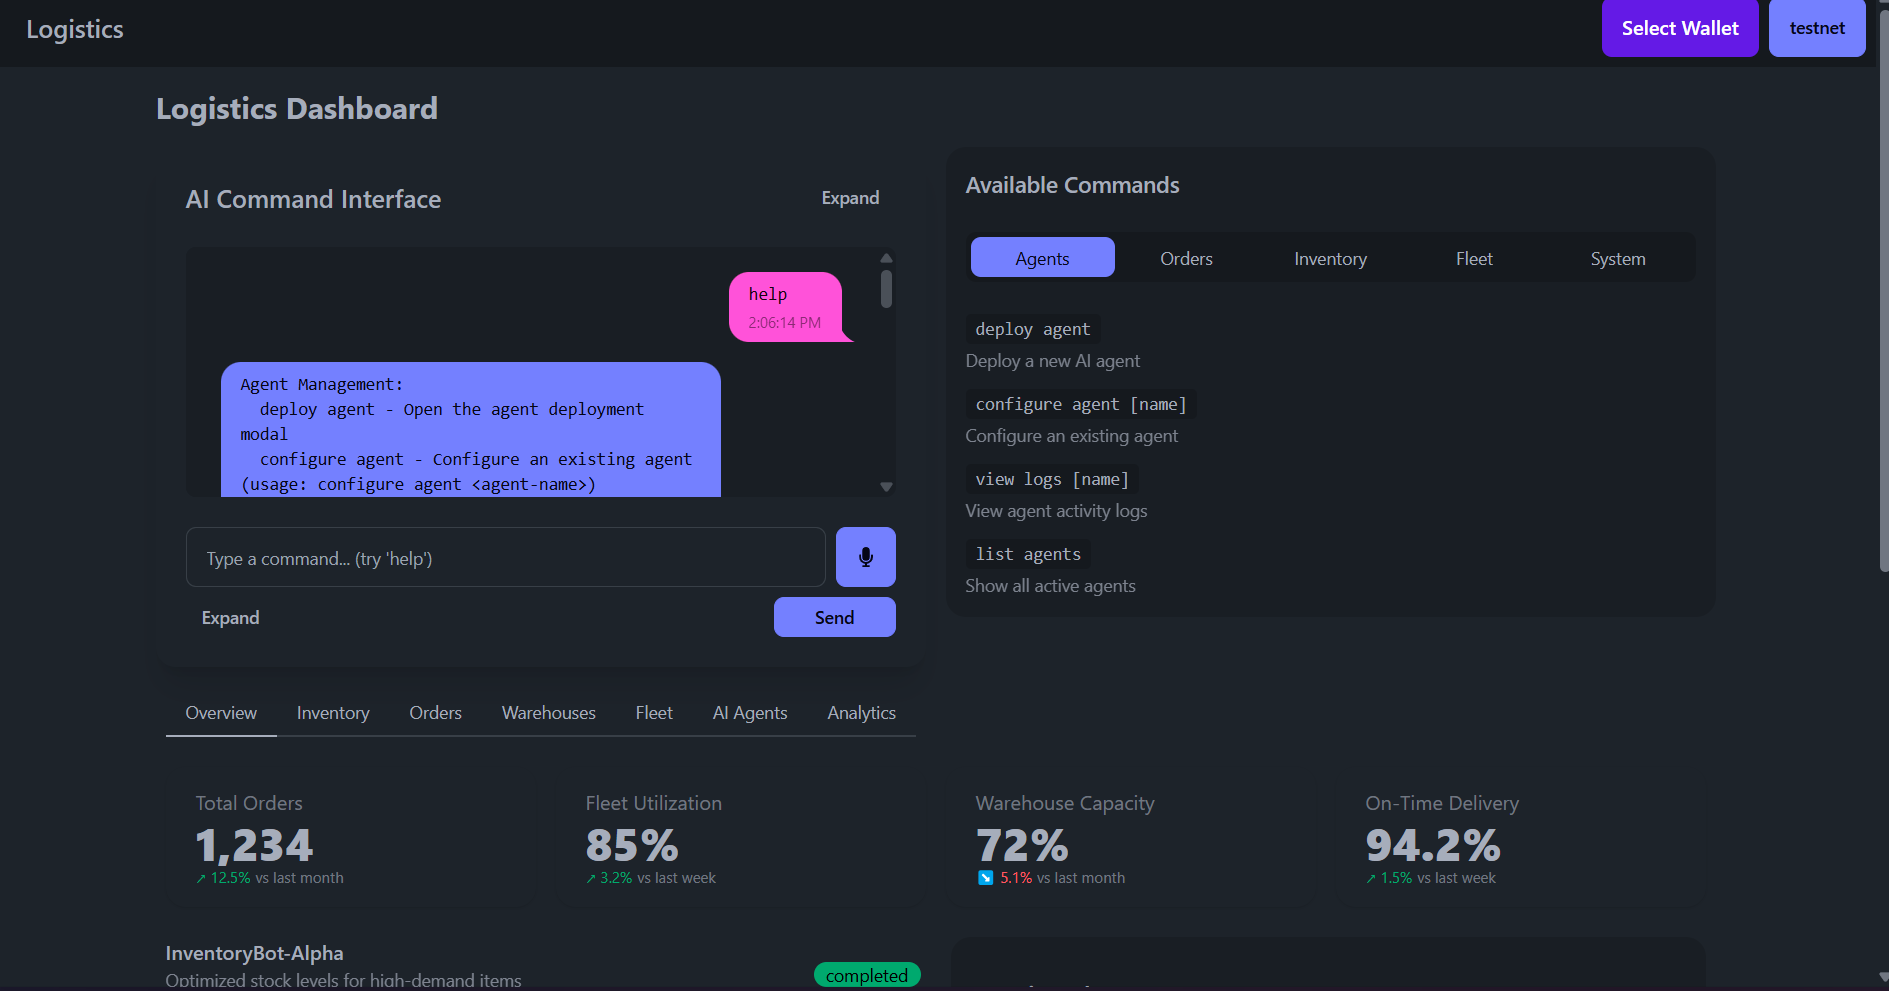 Logistics
Select Wallet
testnet
Logistics Dashboard
AI Command Interface
Expand
help
2:06:14 PM
Agent Management:
deploy agent - Open the agent deployment
modal
configure agent - Configure an existing agent
(usage: configure agent <agent-name>)
Type a command... (try 'help')
Expand
Send
Available Commands
Agents
Orders
Inventory
Fleet
System
deploy agent
Deploy a new AI agent
configure agent [name]
Configure an existing agent
view logs [name]
View agent activity logs
list agents
Show all active agents
Overview
Inventory
Orders
Warehouses
Fleet
AI Agents
Analytics
Total Orders
1,234
↗ 12.5% vs last month
Fleet Utilization
85%
↗ 3.2% vs last week
Warehouse Capacity
72%
↘ 5.1% vs last month
On-Time Delivery
94.2%
↗ 1.5% vs last week
InventoryBot-Alpha
Optimized stock levels for high-demand items
completed